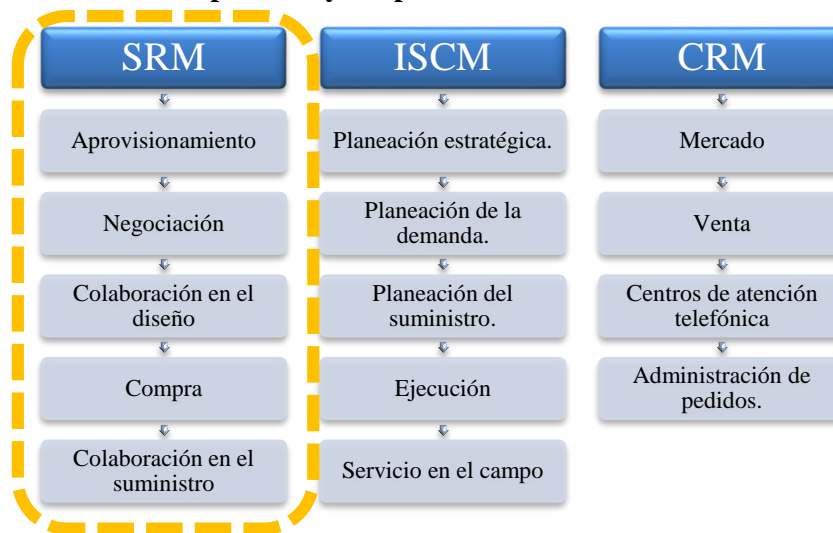 SRM
Aprovisionamiento
Negociación
Colaboración en el
diseño
Compra
Colaboración en el
suministro
ISCM
Planeación estratégica.
Planeación de la
demanda.
Planeación del
suministro.
Ejecución
Servicio en el campo
CRM
Mercado
Venta
Centros de atención
telefónica
Administración de
pedidos.